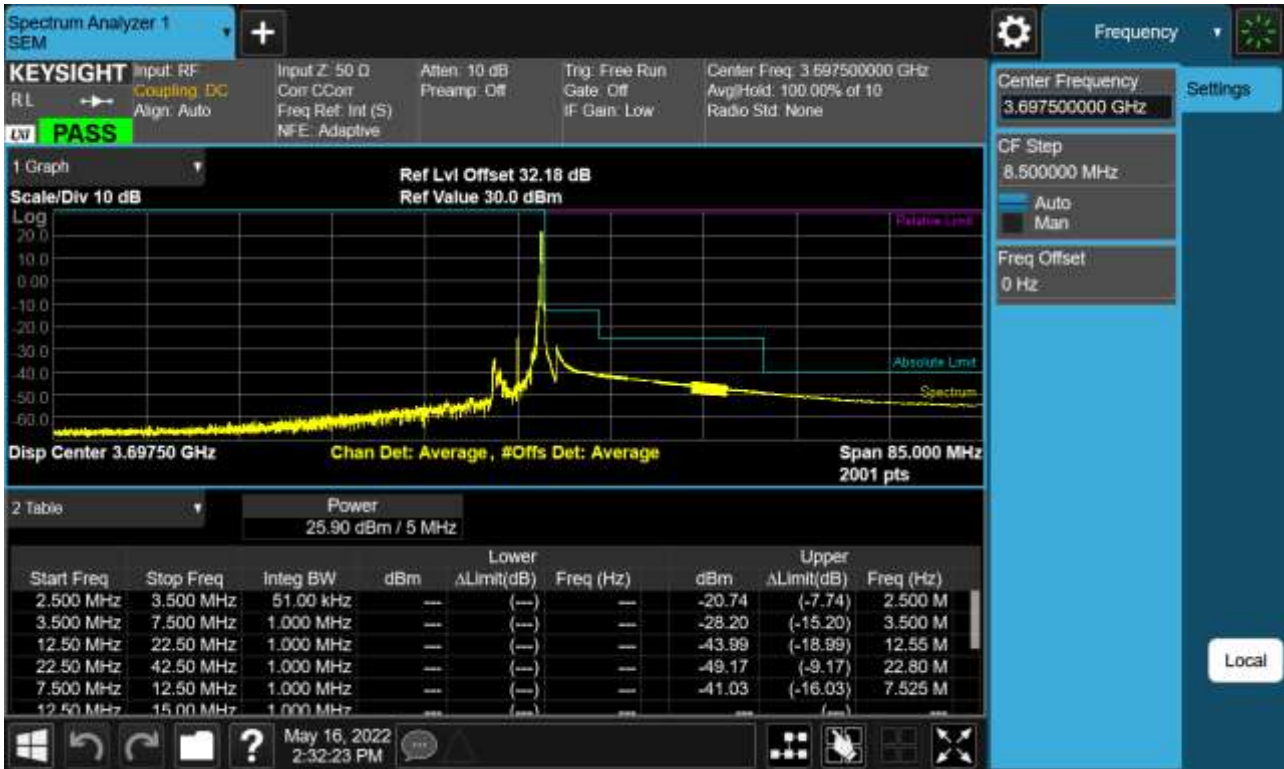 Spectrum Analyzer 1
SEM
Frequency
KEYSIGHT
RL
LXI PASS
Input: RF
Coupling: DC
Align: Auto
Input Z: 50 Ω
Corr CCorr
Freq Ref: Int (S)
NFE: Adaptive
Atten: 10 dB
Preamp: Off
Trig: Free Run
Gate: Off
IF Gain: Low
Center Freq: 3.697500000 GHz
Avg|Hold: 100.00% of 10
Radio Std: None
Center Frequency
3.697500000 GHz
Settings
CF Step
8.500000 MHz
Auto
Man
Freq Offset
0 Hz
1 Graph
Scale/Div 10 dB
Ref Lvl Offset 32.18 dB
Ref Value 30.0 dBm
Log
20.0
10.0
0.00
-10.0
-20.0
-30.0
-40.0
-50.0
-60.0
Relative Limit
Absolute Limit
Spectrum
Disp Center 3.69750 GHz
Chan Det: Average, #Offs Det: Average
Span 85.000 MHz
2001 pts
2 Table
Power
25.90 dBm / 5 MHz
Lower Upper
Start Freq Stop Freq Integ BW dBm ΔLimit(dB) Freq (Hz) dBm ΔLimit(dB) Freq (Hz)
2.500 MHz 3.500 MHz 51.00 kHz --- (---) --- -20.74 (-7.74) 2.500 M
3.500 MHz 7.500 MHz 1.000 MHz --- (---) --- -28.20 (-15.20) 3.500 M
12.50 MHz 22.50 MHz 1.000 MHz --- (---) --- -43.99 (-18.99) 12.55 M
22.50 MHz 42.50 MHz 1.000 MHz --- (---) --- -49.17 (-9.17) 22.80 M
7.500 MHz 12.50 MHz 1.000 MHz --- (---) --- -41.03 (-16.03) 7.525 M
12.50 MHz 15.00 MHz 1.000 MHz --- (---) --- --- (---) ---
Local
May 16, 2022
2:32:23 PM